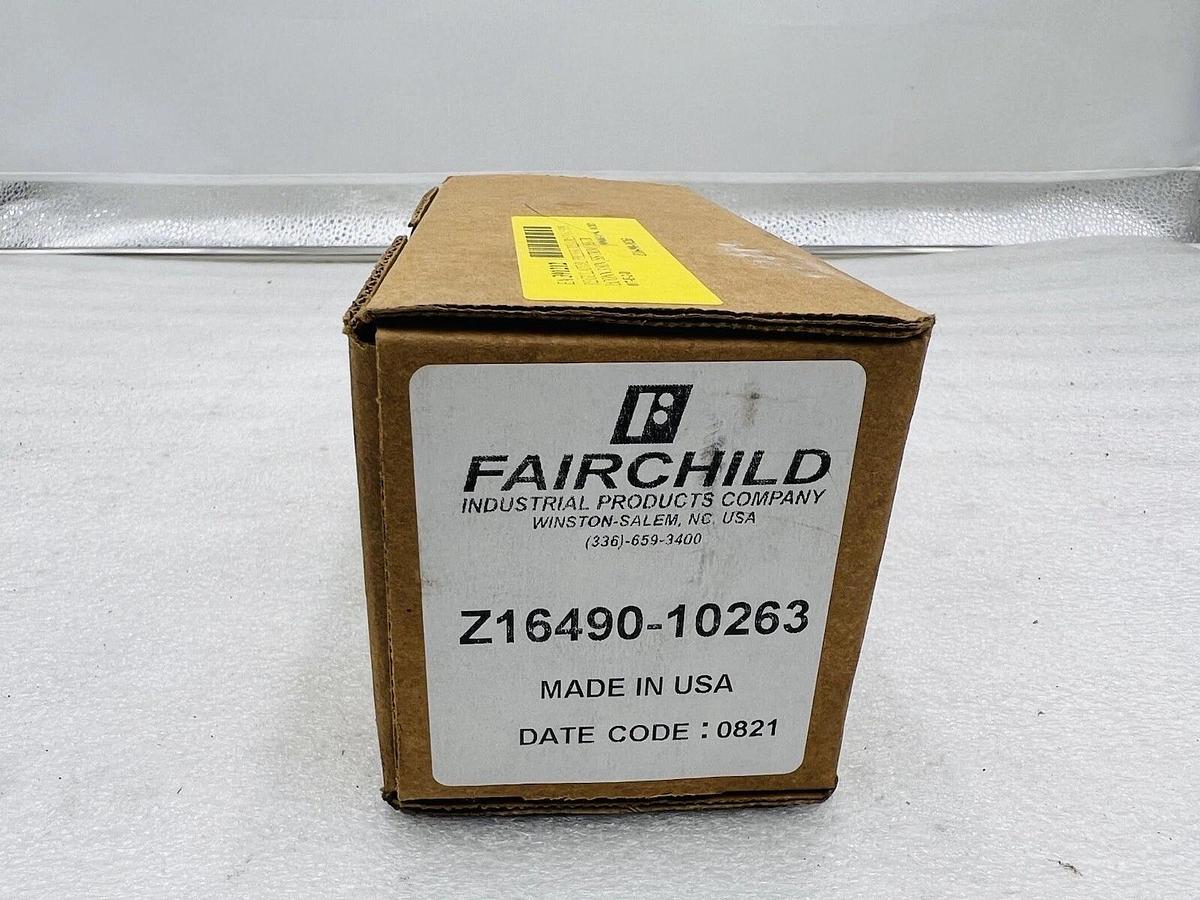 FAIRCHILD
INDUSTRIAL PRODUCTS COMPANY
WINSTON-SALEM, NC, USA
(336)-659-3400
Z16490-10263
MADE IN USA
DATE CODE : 0821